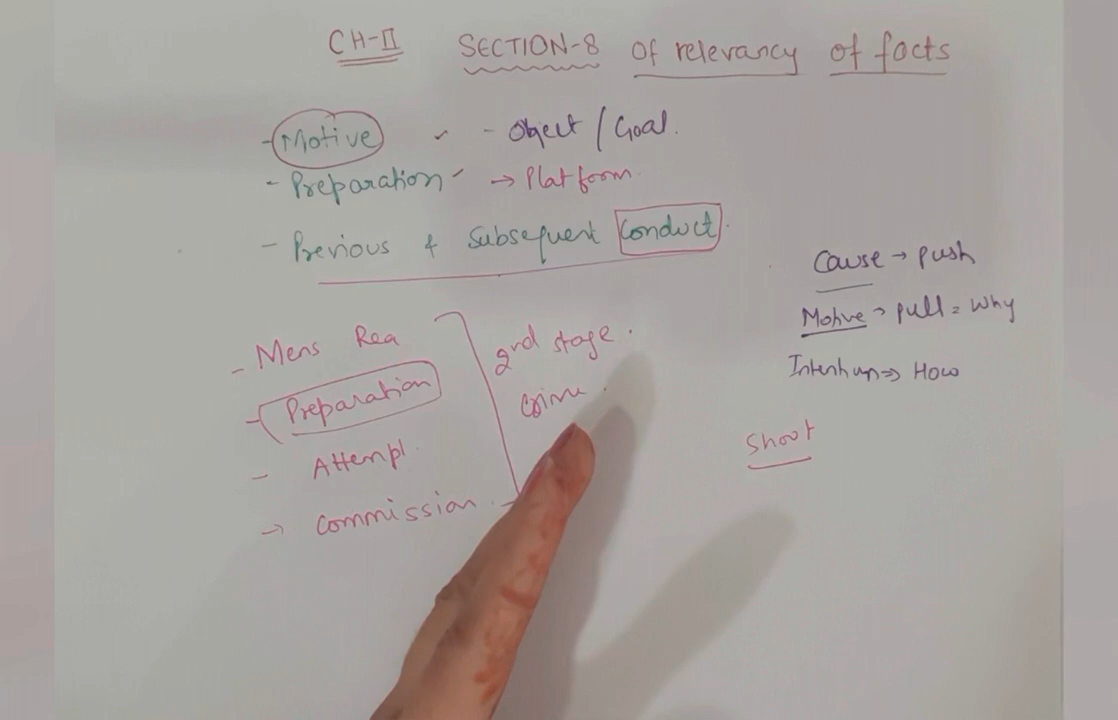 CH-II SECTION-8 Of relevancy of facts
- Motive ✓ - Object / Goal.
- Preparation ✓ → Platform.
- Previous & Subsequent Conduct.
Cause → push
Motive → pull = Why
Intention => How
Shoot
- Mens Rea
- Preparation
- Attempt
→ Commission.
2nd stage.
Crime.